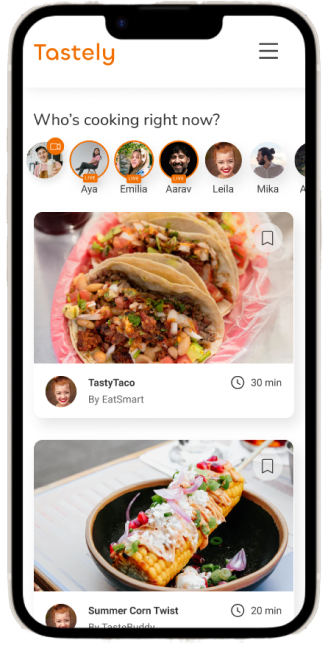 Tastely
Who's cooking right now?
LIVE
LIVE
LIVE
Aya
Emilia
Aarav
Leila
Mika
A
TastyTaco
30 min
By EatSmart
Summer Corn Twist
20 min
By TasteBuddy